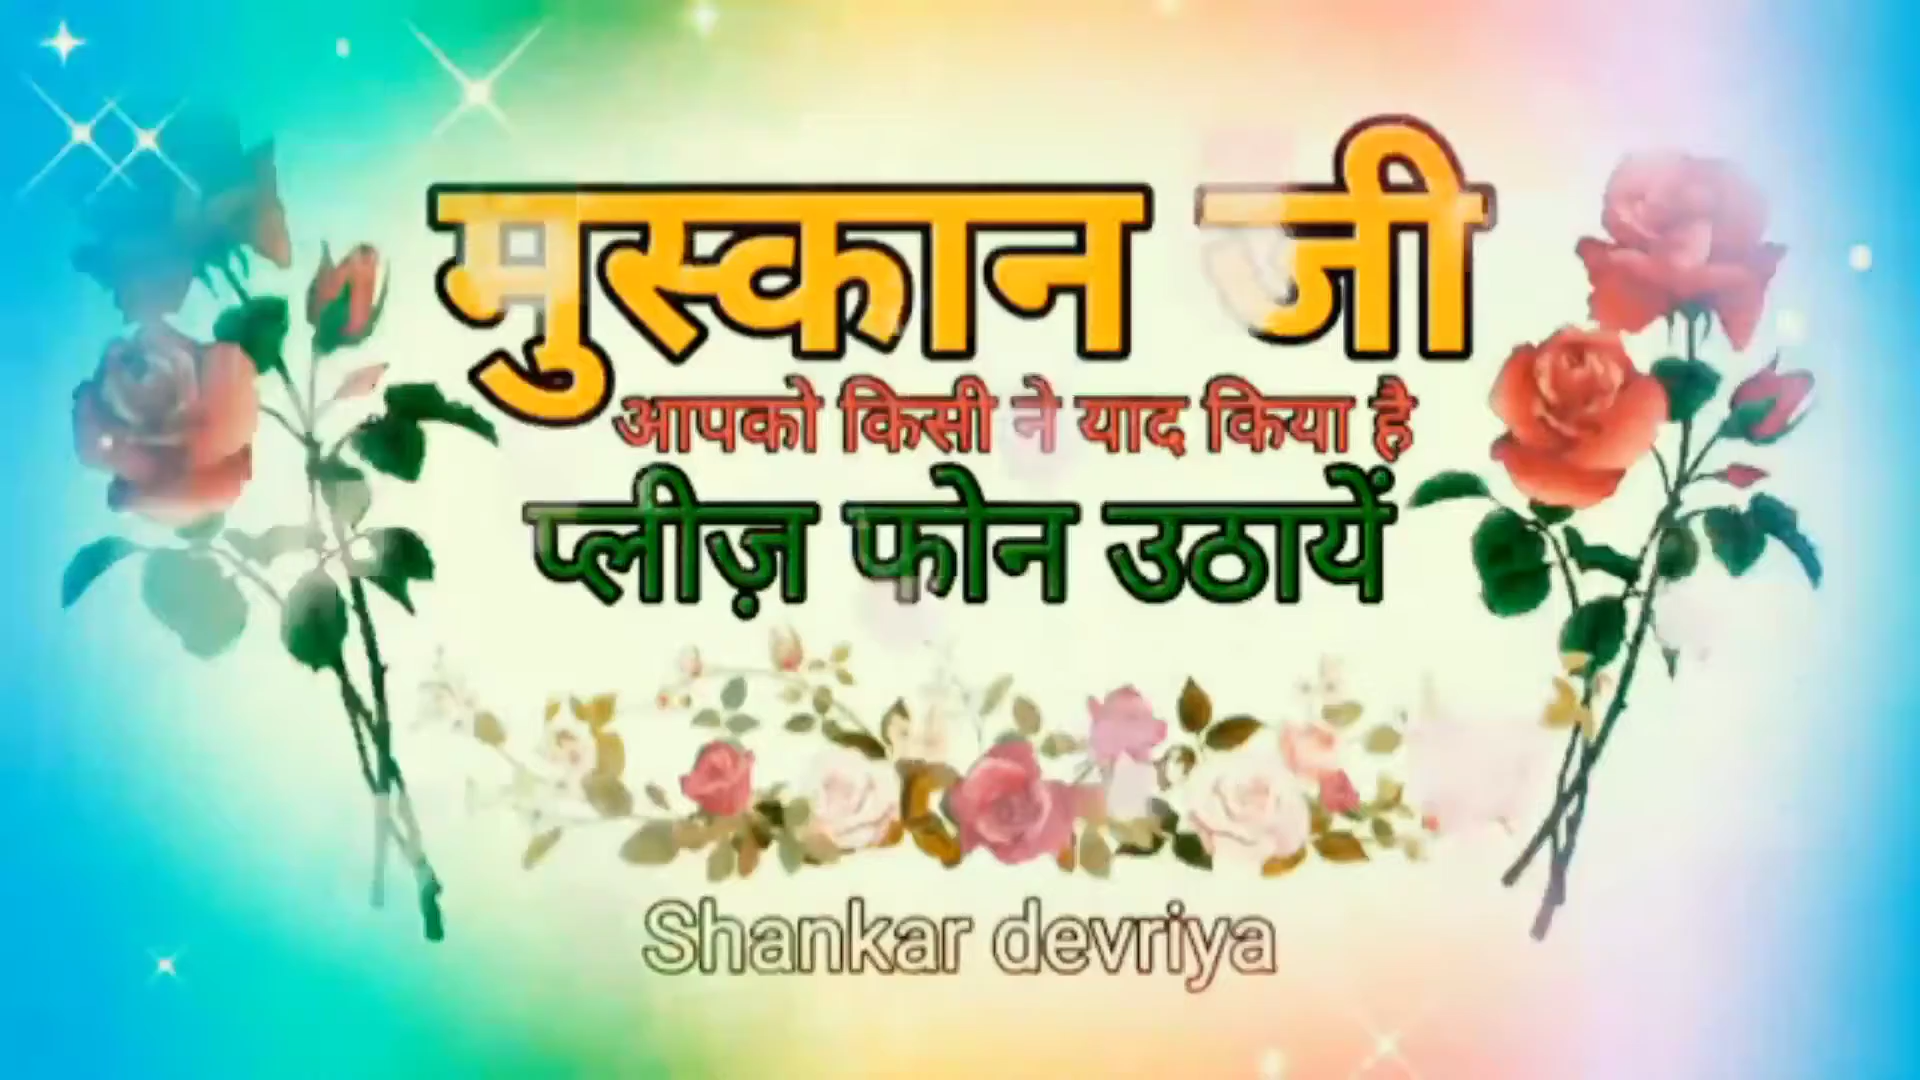 मुस्कान जी
आपको किसी ने याद किया है
प्लीज़ फोन उठायें
Shankar devriya